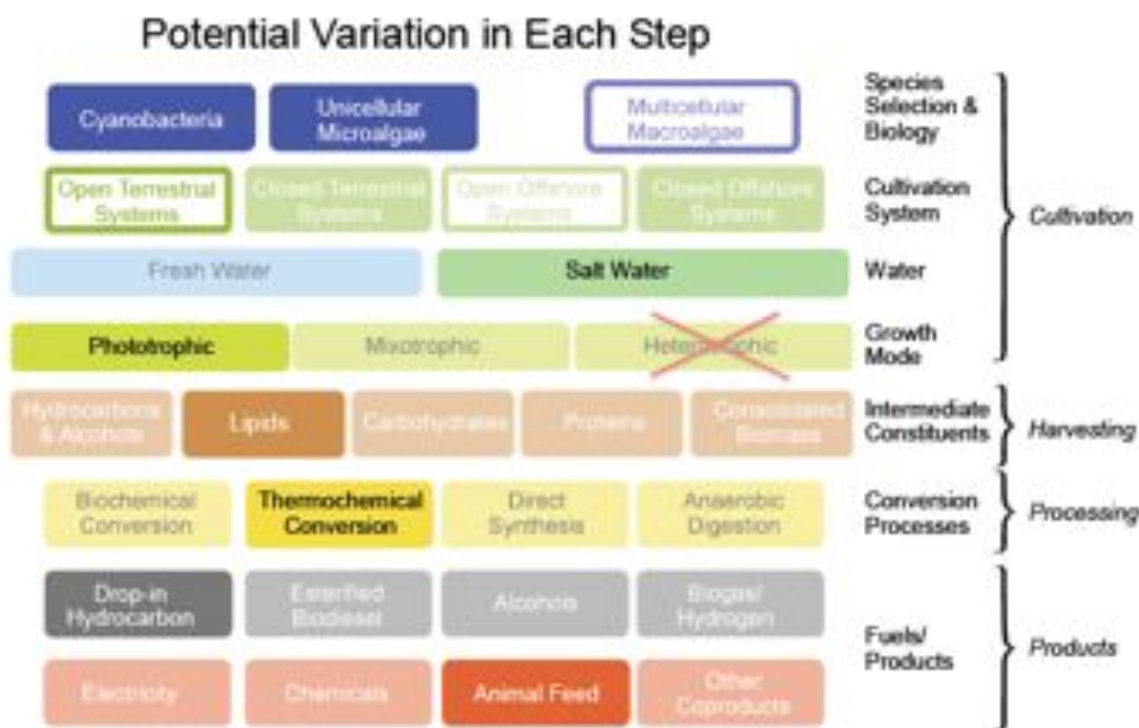 Potential Variation in Each Step
Cyanobacteria
Unicellular
Microalgae
Multicellular
Macroalgae
Species
Selection &
Biology
Open Terrestrial
Systems
Closed Terrestrial
Systems
Open Offshore
Systems
Closed Offshore
Systems
Cultivation
System
Cultivation
Fresh Water
Salt Water
Water
Phototrophic
Mixotrophic
Heterotrophic
Growth
Mode
Hydrocarbons
& Alcohols
Lipids
Carbohydrates
Proteins
Consolidated
Biomass
Intermediate
Constituents
Harvesting
Biochemical
Conversion
Thermochemical
Conversion
Direct
Synthesis
Anaerobic
Digestion
Conversion
Processes
Processing
Drop-in
Hydrocarbon
Esterified
Biodiesel
Alcohols
Biogas/
Hydrogen
Fuels/
Products
Products
Electricity
Chemicals
Animal Feed
Other
Coproducts